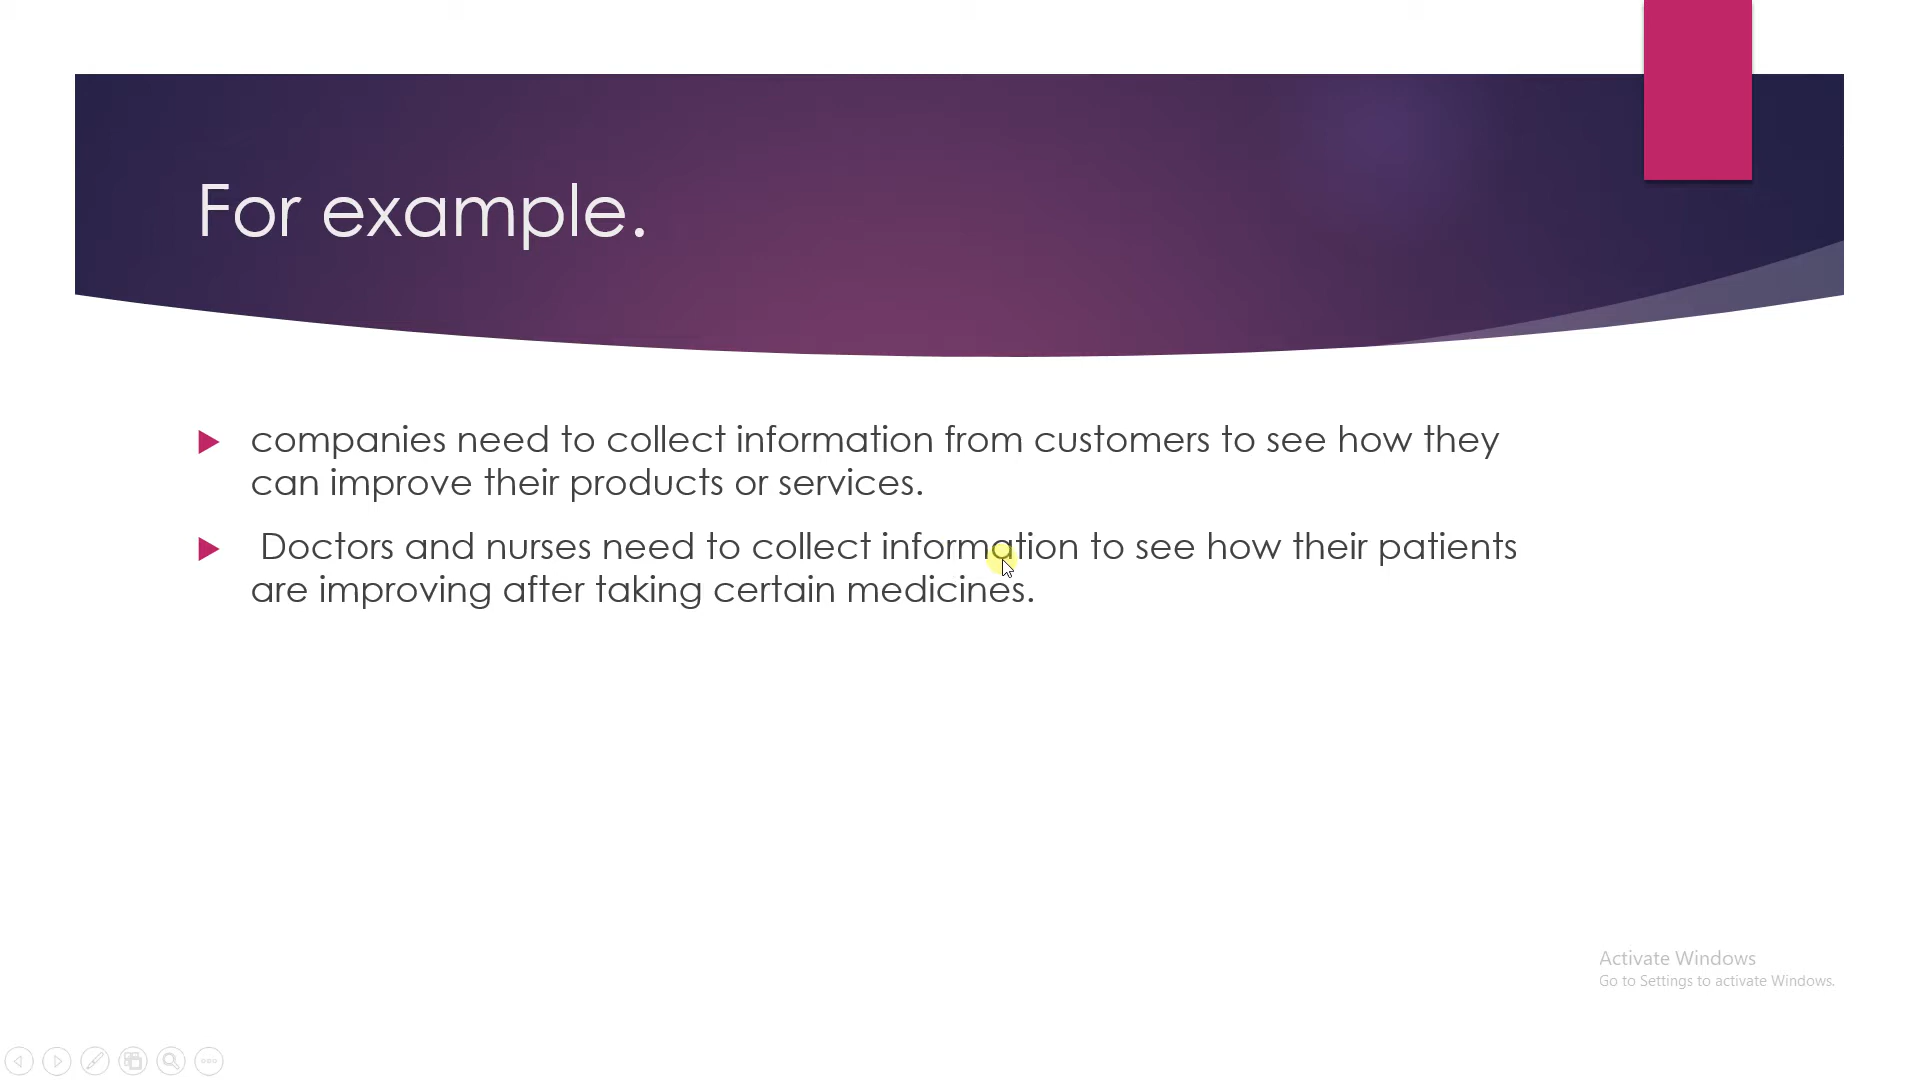 For example.
companies need to collect information from customers to see how they
can improve their products or services.
Doctors and nurses need to collect information to see how their patients
are improving after taking certain medicines.
Activate Windows
Go to Settings to activate Windows.